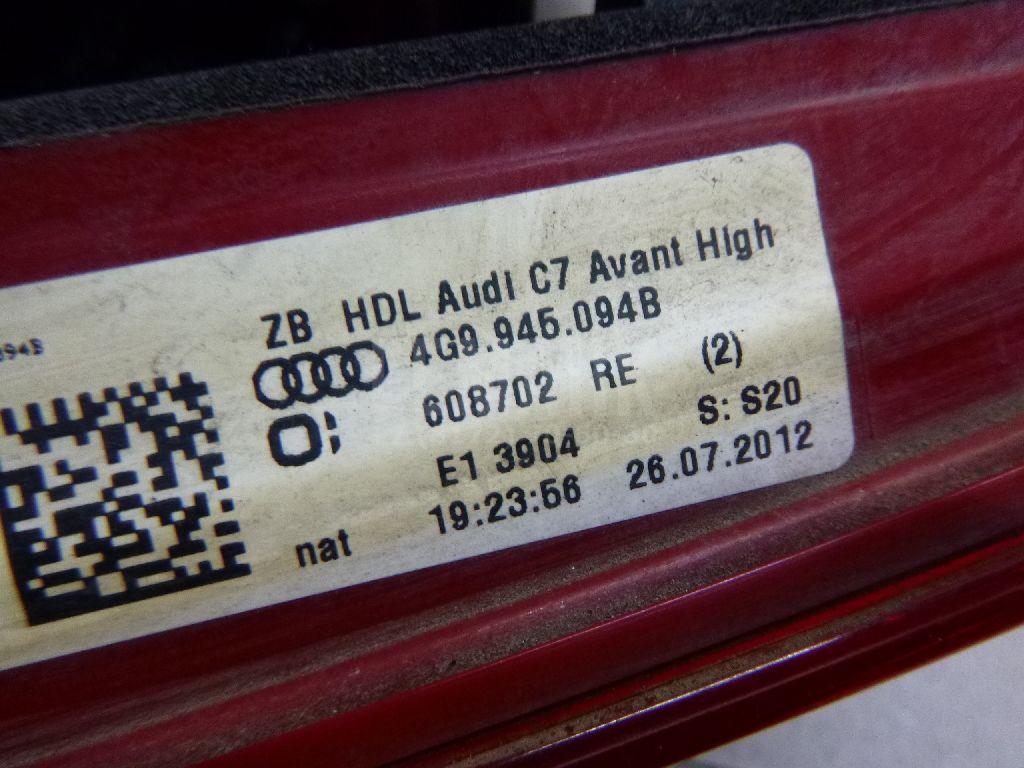 ZB HDL Audi C7 Avant High
4G9.945.094B
094B
608702 RE (2)
E1 3904 S: S20
19:23:56 26.07.2012
nat